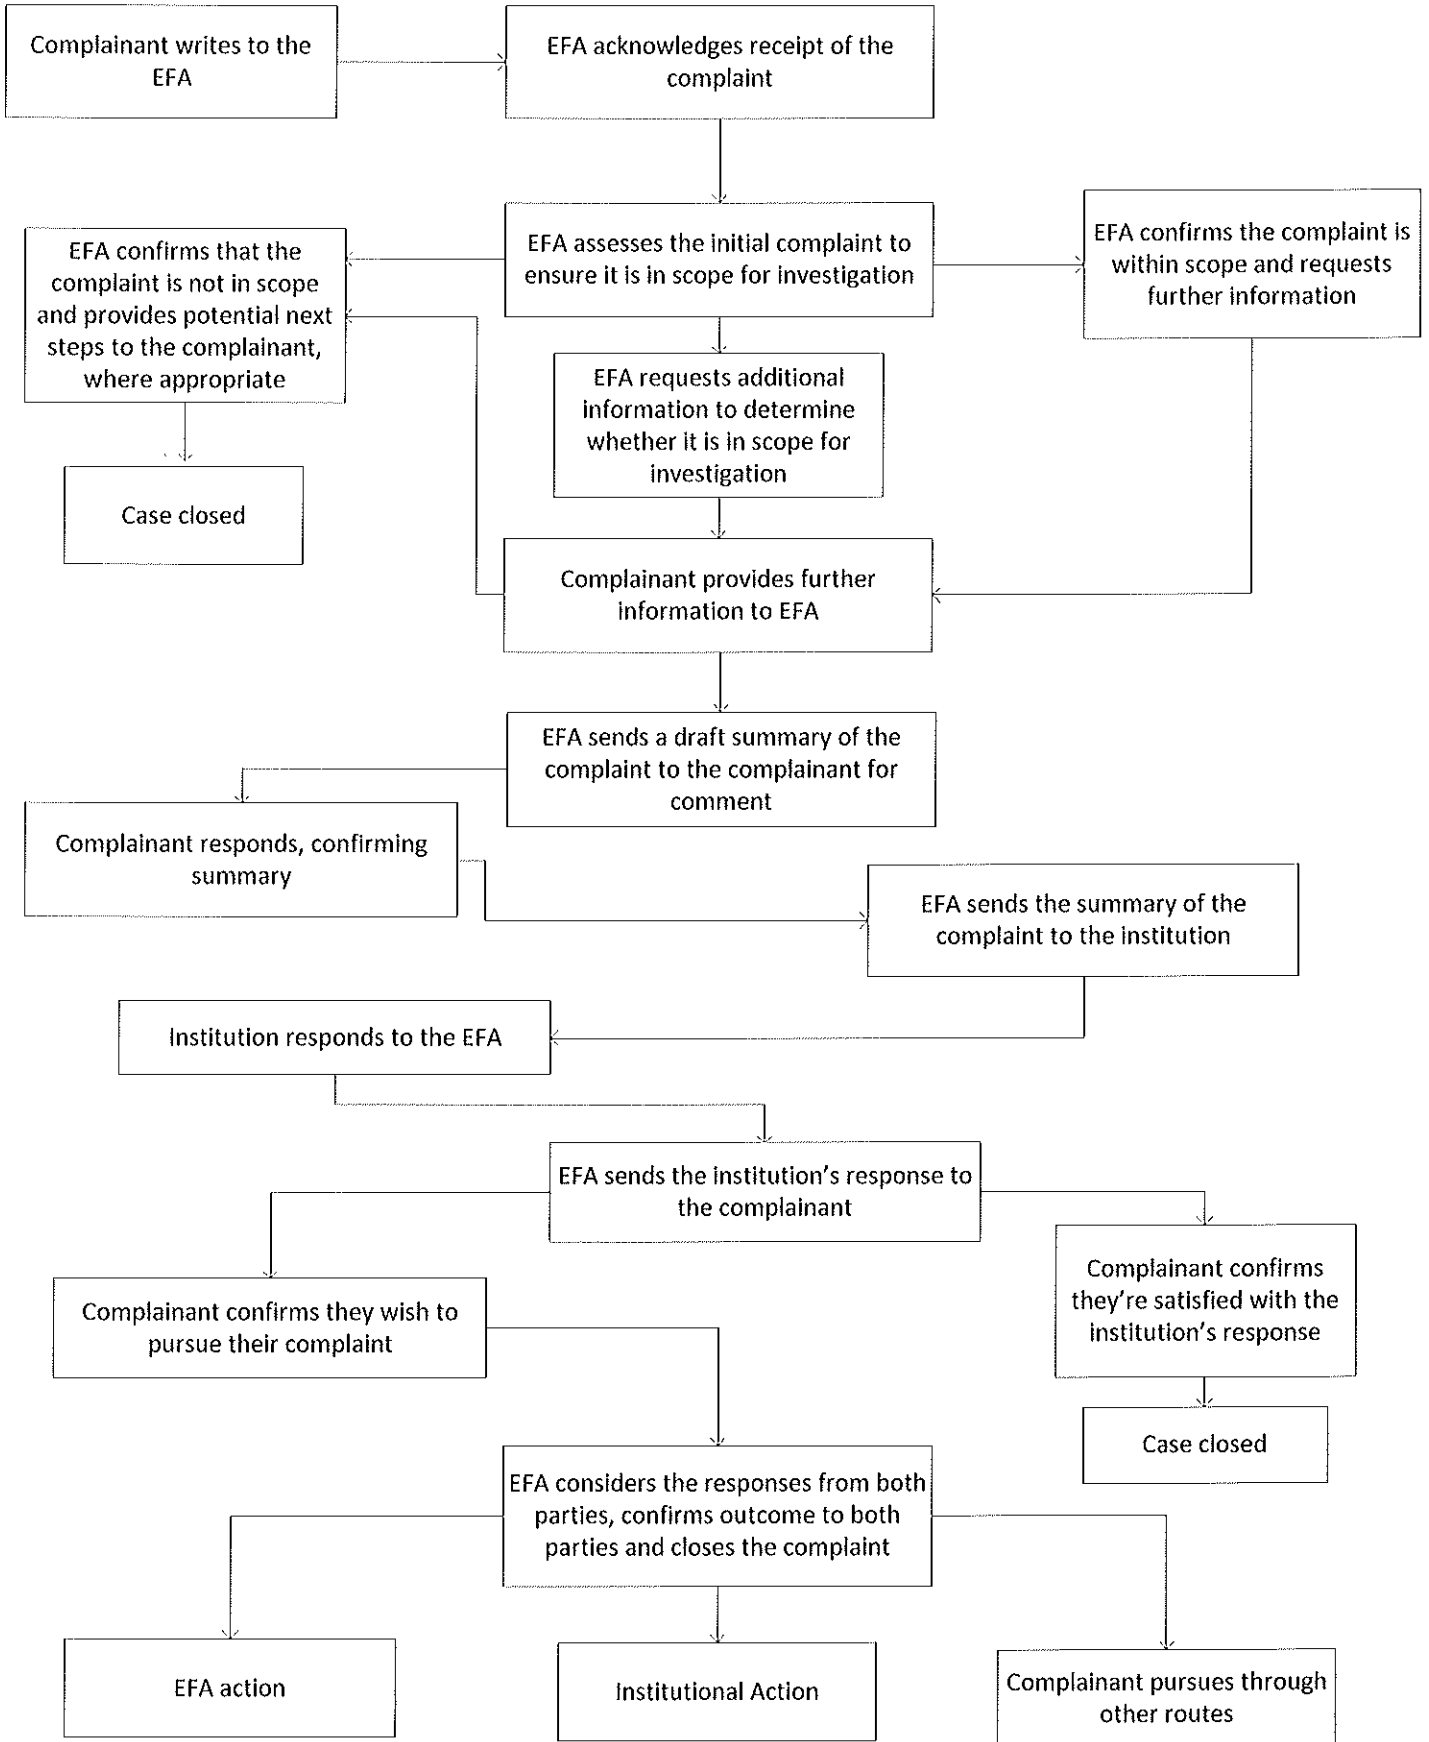 Complainant writes to the
EFA
EFA acknowledges receipt of the
complaint
EFA confirms that the
complaint is not in scope
and provides potential next
steps to the complainant,
where appropriate
EFA assesses the initial complaint to
ensure it is in scope for investigation
EFA confirms the complaint is
within scope and requests
further information
EFA requests additional
information to determine
whether it is in scope for
investigation
Case closed
Complainant provides further
information to EFA
EFA sends a draft summary of the
complaint to the complainant for
comment
Complainant responds, confirming
summary
EFA sends the summary of the
complaint to the institution
Institution responds to the EFA
EFA sends the institution's response to
the complainant
Complainant confirms they wish to
pursue their complaint
Complainant confirms
they're satisfied with the
institution's response
Case closed
EFA considers the responses from both
parties, confirms outcome to both
parties and closes the complaint
EFA action
Institutional Action
Complainant pursues through
other routes